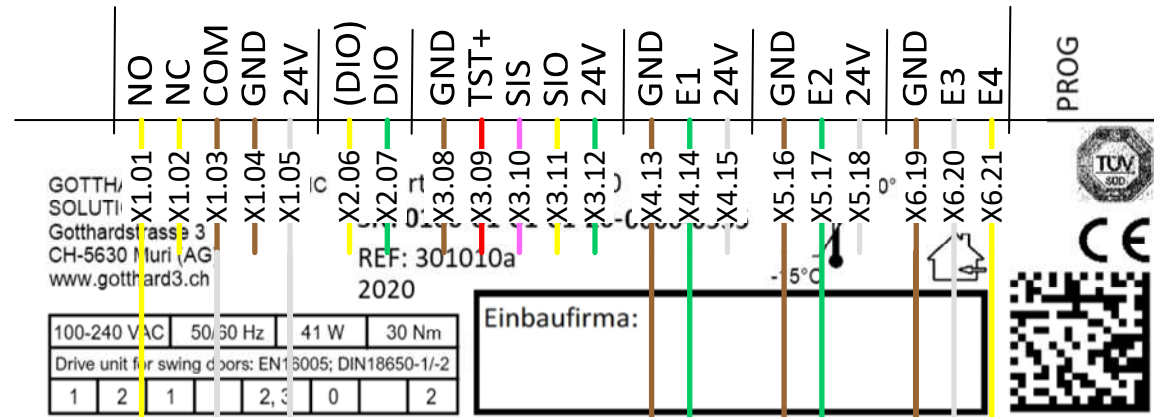 NO NC COM GND 24V (DIO) DIO GND TST+ SIS SIO 24V GND E1 24V GND E2 24V GND E3 E4 PROG
X1.01 X1.02 X1.03 X1.04 X1.05 X2.06 X2.07 X3.08 X3.09 X3.10 X3.11 X3.12 X4.13 X4.14 X4.15 X5.16 X5.17 X5.18 X6.19 X6.20 X6.21
TÜV
SÜD
SOLUTI
Gotthardstrasse 3
CH-5630 Muri (AG)
www.gotthard3.ch
REF: 301010a
2020
-15°C
CE
Einbaufirma:
100-240 VAC 50/60 Hz 41 W 30 Nm
Drive unit for swing doors: EN16005; DIN18650-1/-2
1 2 1 2, 3 0 2